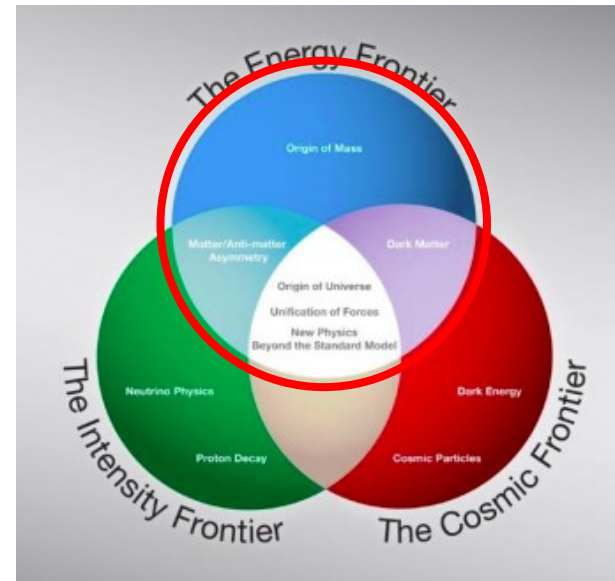 The Energy Frontier
Origin of Mass
Matter/Anti-matter
Asymmetry
Dark Matter
Origin of Universe
Unification of Forces
New Physics
Beyond the Standard Model
Neutrino Physics
Dark Energy
Proton Decay
Cosmic Particles
The Intensity Frontier
The Cosmic Frontier